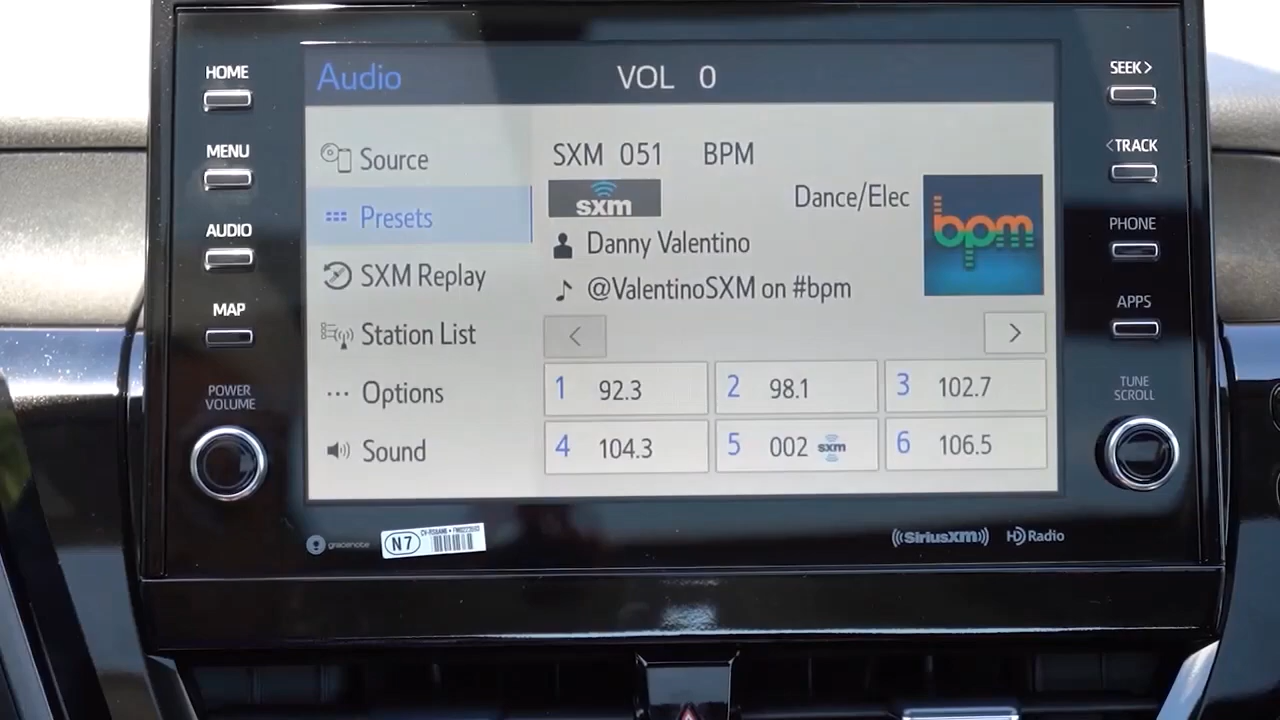 HOME
MENU
AUDIO
MAP
POWER
VOLUME
Audio
VOL 0
Source
Presets
SXM Replay
Station List
Options
Sound
SXM 051 BPM
sxm
Dance/Elec
bpm
Danny Valentino
@ValentinoSXM on #bpm
<
>
1 92.3
2 98.1
3 102.7
4 104.3
5 002 sxm
6 106.5
SEEK>
<TRACK
PHONE
APPS
TUNE
SCROLL
gracenote
N7
SiriusXM
HD Radio